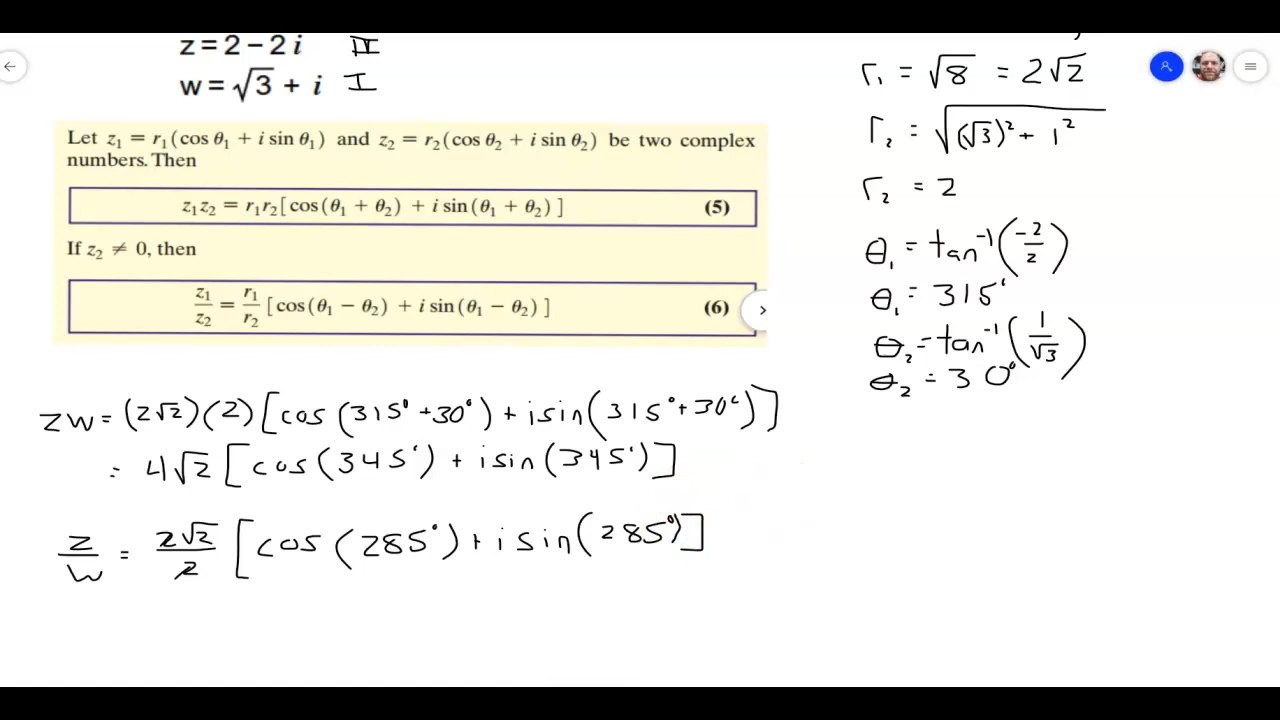 z = 2 − 2i IV
w = √3 + i I
Let z₁ = r₁(cos θ₁ + i sin θ₁) and z₂ = r₂(cos θ₂ + i sin θ₂) be two complex
numbers. Then
z₁z₂ = r₁r₂[cos(θ₁ + θ₂) + i sin(θ₁ + θ₂)] (5)
If z₂ ≠ 0, then
z₁/z₂ = r₁/r₂ [cos(θ₁ − θ₂) + i sin(θ₁ − θ₂)] (6)
zw = (2√2)(2)[cos(315° + 30°) + i sin(315° + 30°)]
= 4√2 [cos(345°) + i sin(345°)]
z/w = 2√2/2 [cos(285°) + i sin(285°)]
r₁ = √8 = 2√2
r₂ = √((√3)² + 1²)
r₂ = 2
θ₁ = tan⁻¹(−2/2)
θ₁ = 315°
θ₂ = tan⁻¹(1/√3)
θ₂ = 30°